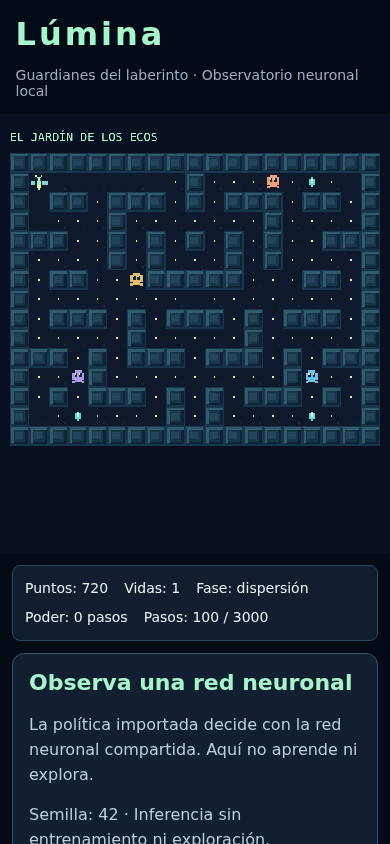 Lúmina
Guardianes del laberinto · Observatorio neuronal
local
EL JARDÍN DE LOS ECOS
Puntos: 720 Vidas: 1 Fase: dispersión
Poder: 0 pasos Pasos: 100 / 3000
Observa una red neuronal
La política importada decide con la red
neuronal compartida. Aquí no aprende ni
explora.
Semilla: 42 · Inferencia sin
entrenamiento ni exploración.